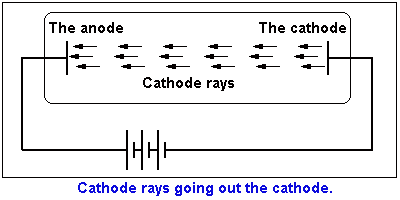 The anode The cathode
Cathode rays
Cathode rays going out the cathode.